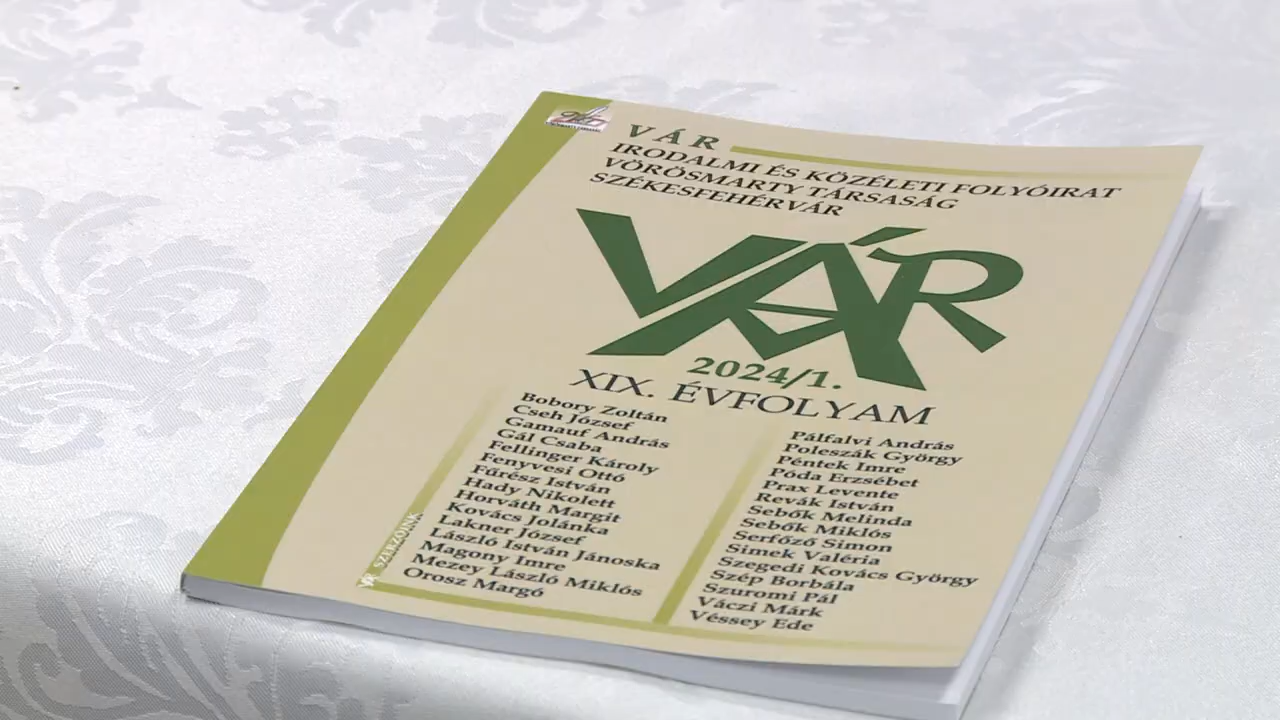 VÁR
IRODALMI ÉS KÖZÉLETI FOLYÓIRAT
VÖRÖSMARTY TÁRSASÁG
SZÉKESFEHÉRVÁR
VÁR
2024/1.
XIX. ÉVFOLYAM
Bobory Zoltán
Cseh József
Gamauf András
Gál Csaba
Fellinger Károly
Fenyvesi Ottó
Fűrész István
Hady Nikolett
Horváth Margit
Kovács Jolánka
Lakner József
László István Jánoska
Magony Imre
Mezey László Miklós
Orosz Margó
Pálfalvi András
Poleszák György
Péntek Imre
Póda Erzsébet
Prax Levente
Revák István
Sebők Melinda
Sebők Miklós
Serfőző Simon
Simek Valéria
Szegedi Kovács György
Szép Borbála
Szuromi Pál
Váczi Márk
Véssey Ede
SZERZŐINK